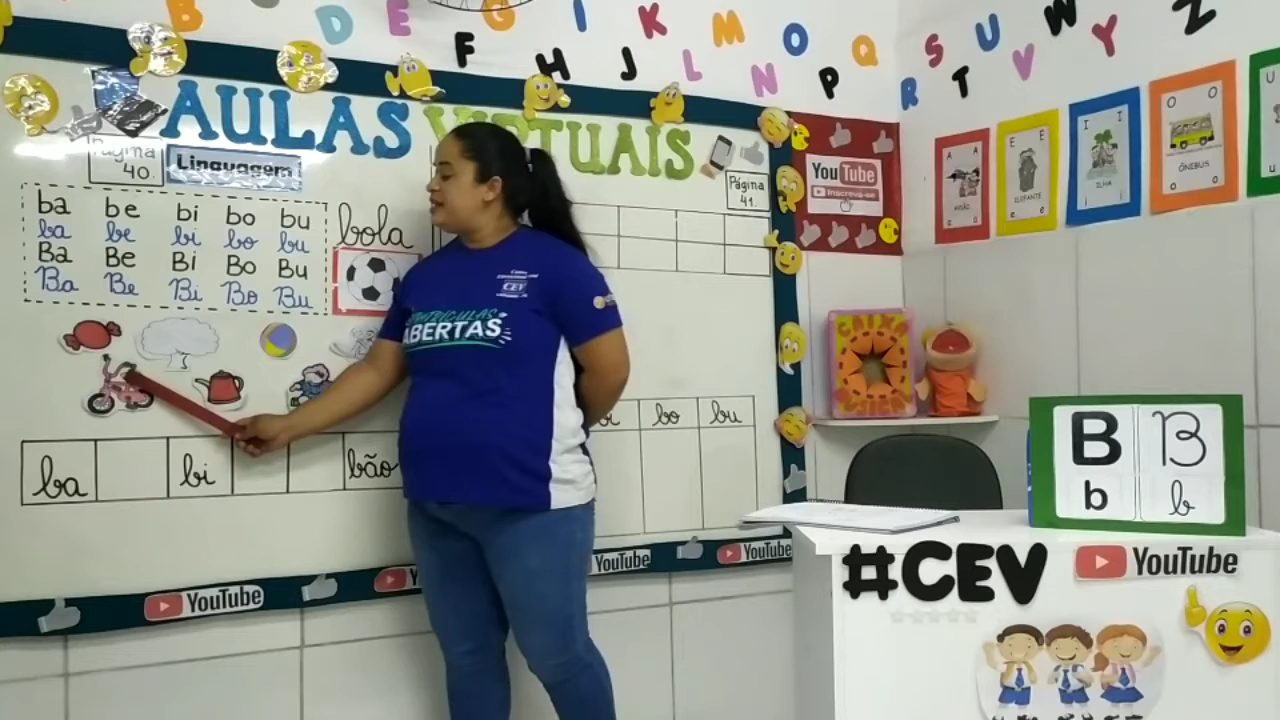 B D E G I K M O Q S U W Y Z
F H J L N P R T V
AULAS VIRTUAIS
Página
40.
Linguagem
Página
41.
ba be bi bo bu
ba be bi bo bu
Ba Be Bi Bo Bu
Ba Be Bi Bo Bu
bola
YouTube
Inscreva-se
A A
AVIÃO
a a
E E
ELEFANTE
e e
I I
ILHA
i i
O O
ÔNIBUS
o o
CEV
MATRÍCULAS
ABERTAS
ba bi bão
bo bu
B B
b b
#CEV YouTube
YouTube
YouTube
YouTube